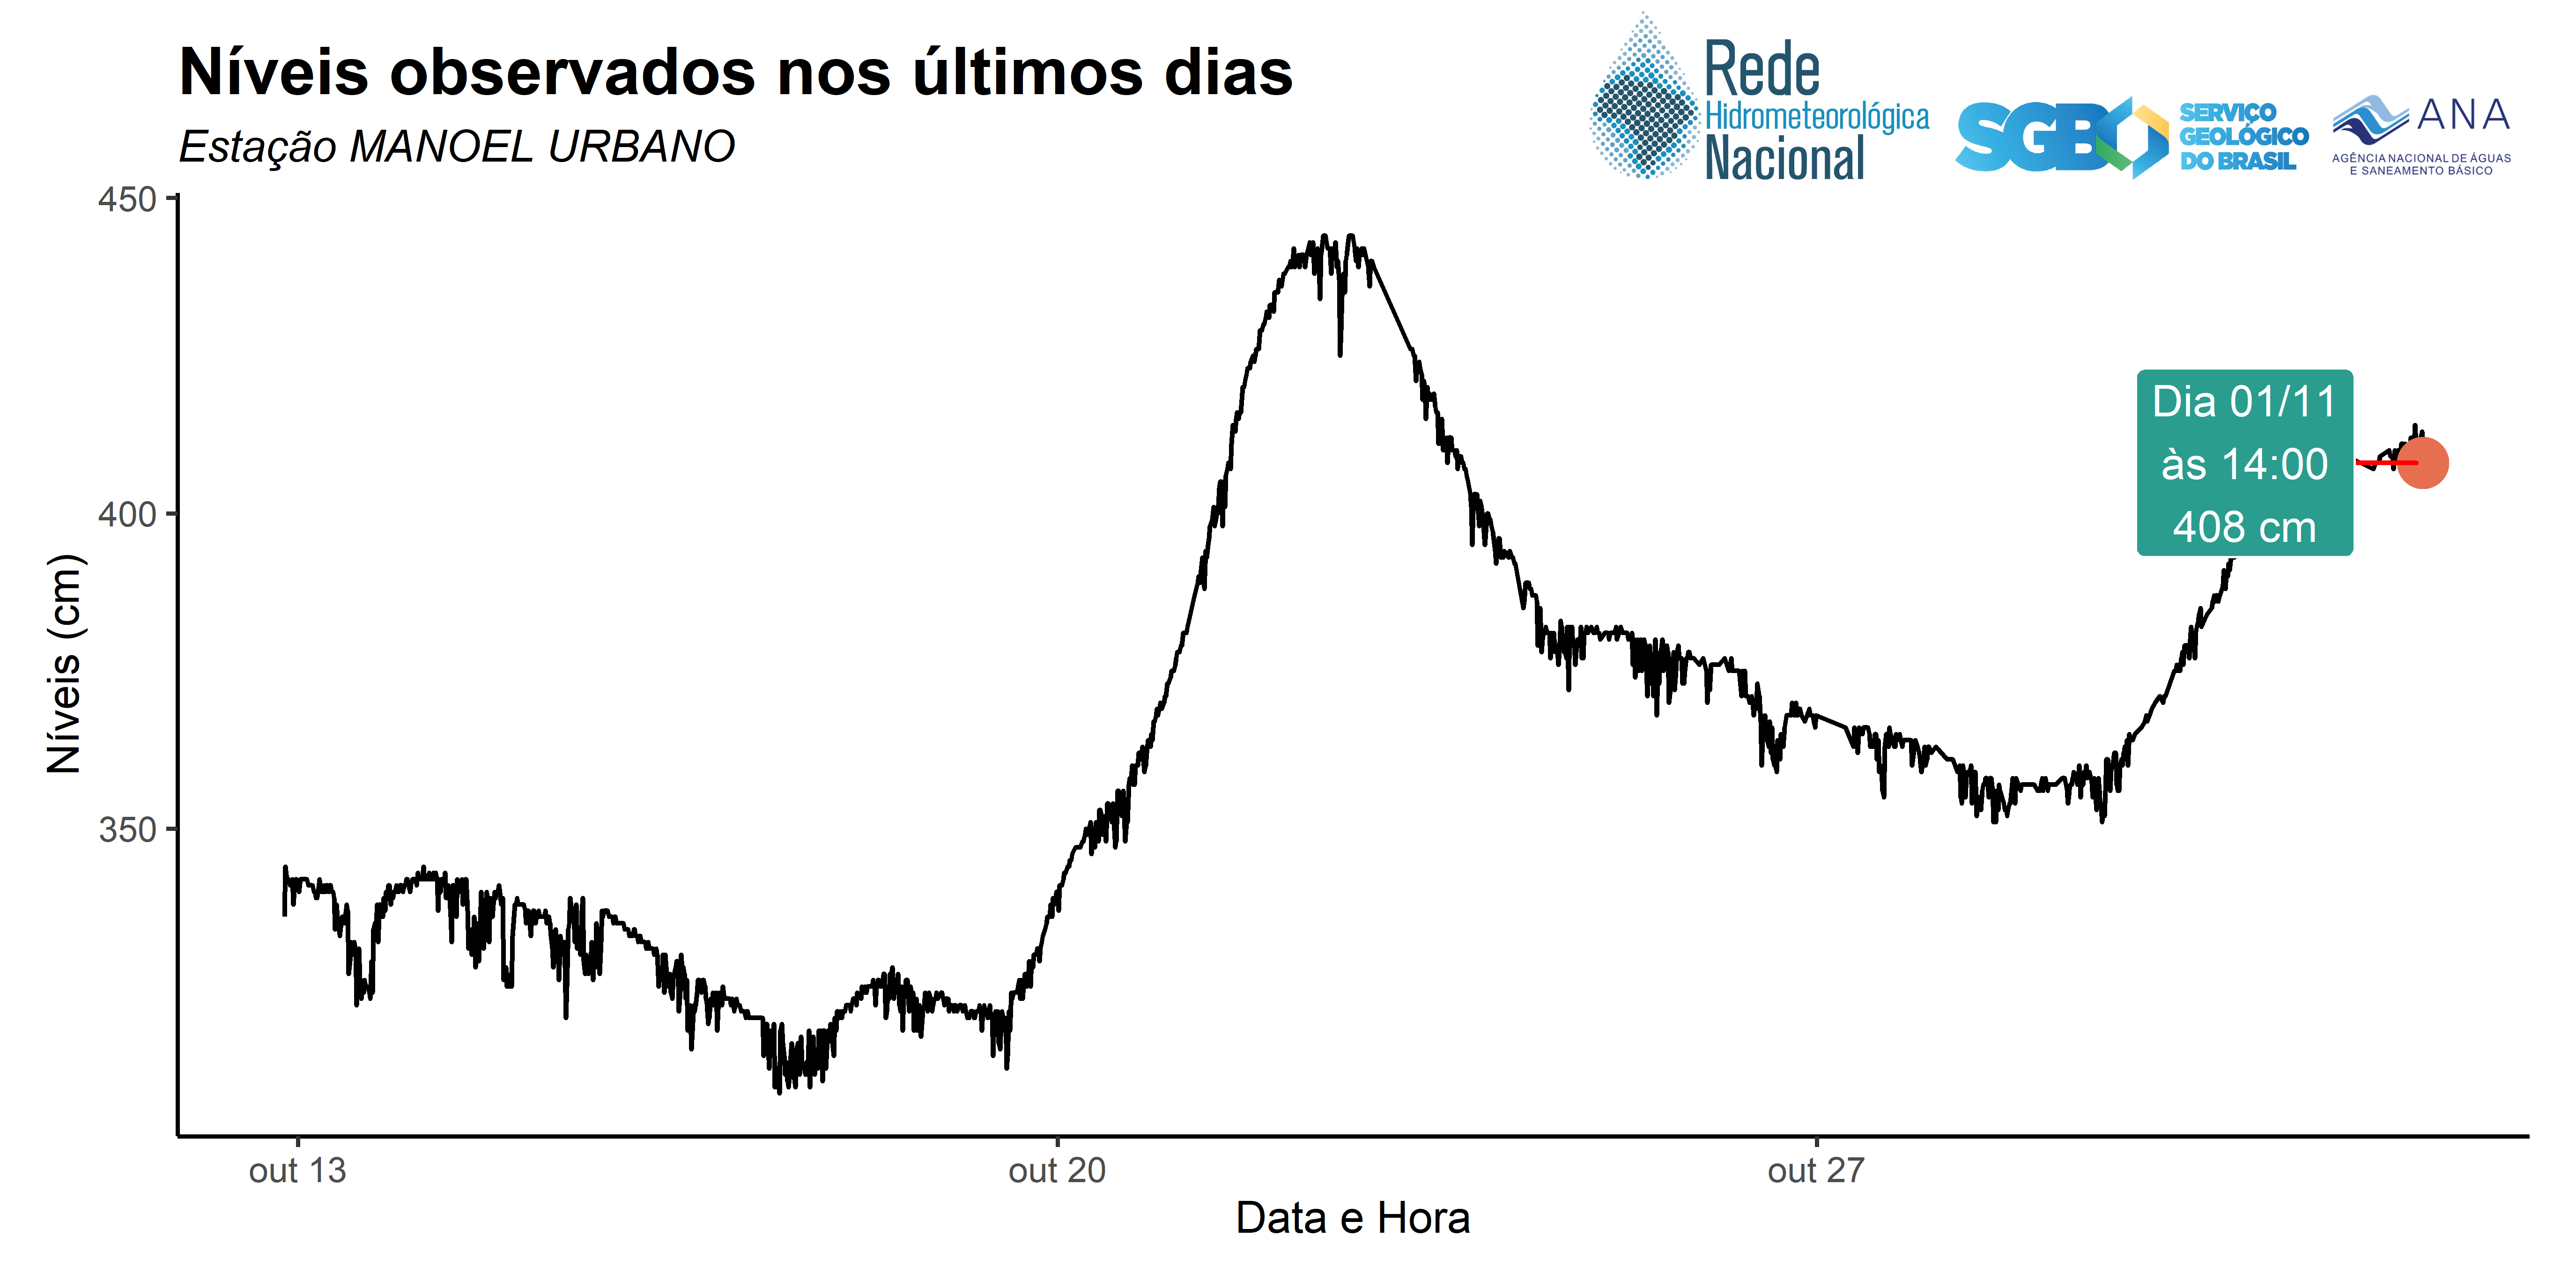 Níveis observados nos últimos dias
Estação MANOEL URBANO
Rede
Hidrometeorológica
Nacional
SGB
SERVIÇO
GEOLÓGICO
DO BRASIL
ANA
AGÊNCIA NACIONAL DE ÁGUAS
E SANEAMENTO BÁSICO
450
400
350
Níveis (cm)
Dia 01/11
às 14:00
408 cm
out 13
out 20
out 27
Data e Hora